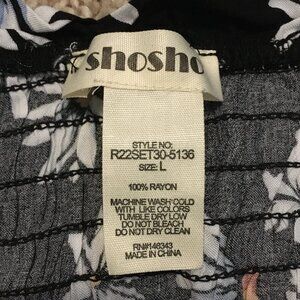 shosho
STYLE NO:
R22SET30-5136
SIZE: L
100% RAYON
MACHINE WASH COLD
WITH LIKE COLORS
TUMBLE DRY LOW
DO NOT BLEACH
DO NOT DRY CLEAN
RN#146343
MADE IN CHINA